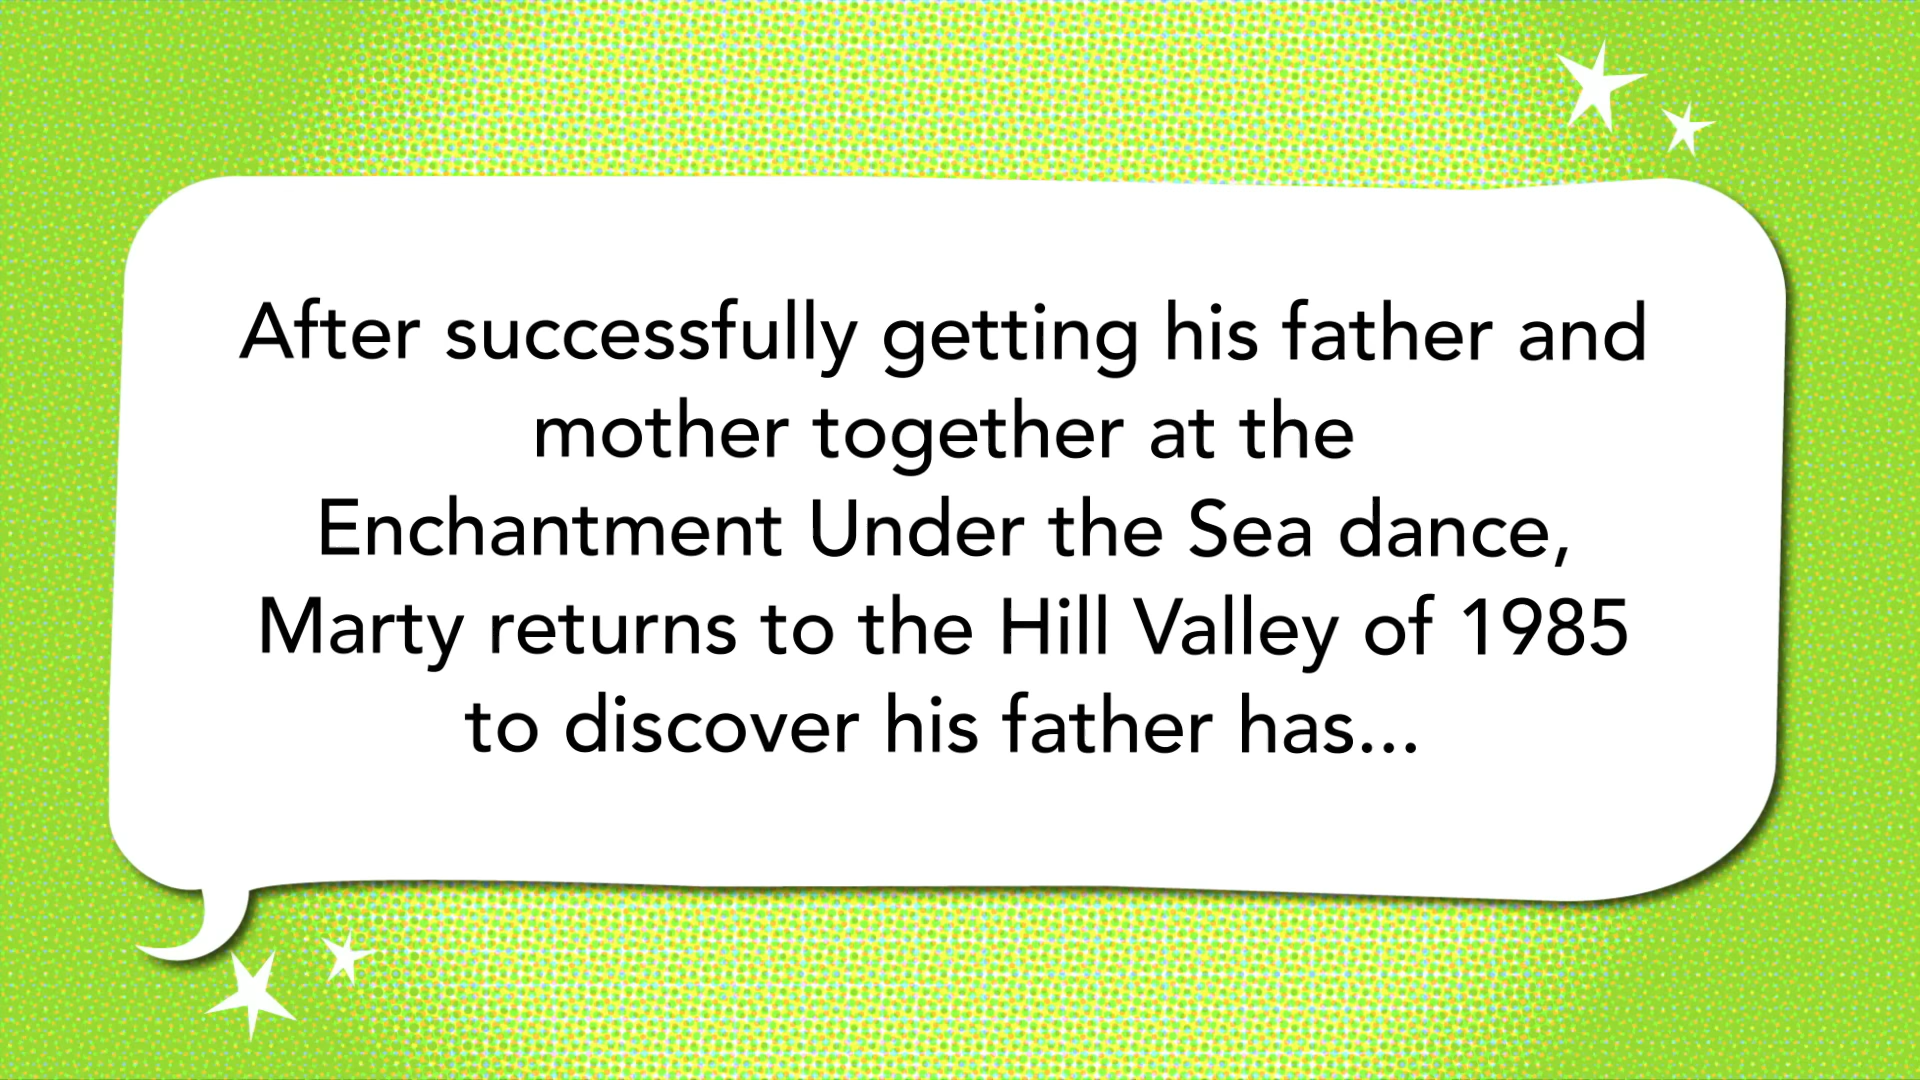 After successfully getting his father and
mother together at the
Enchantment Under the Sea dance,
Marty returns to the Hill Valley of 1985
to discover his father has...